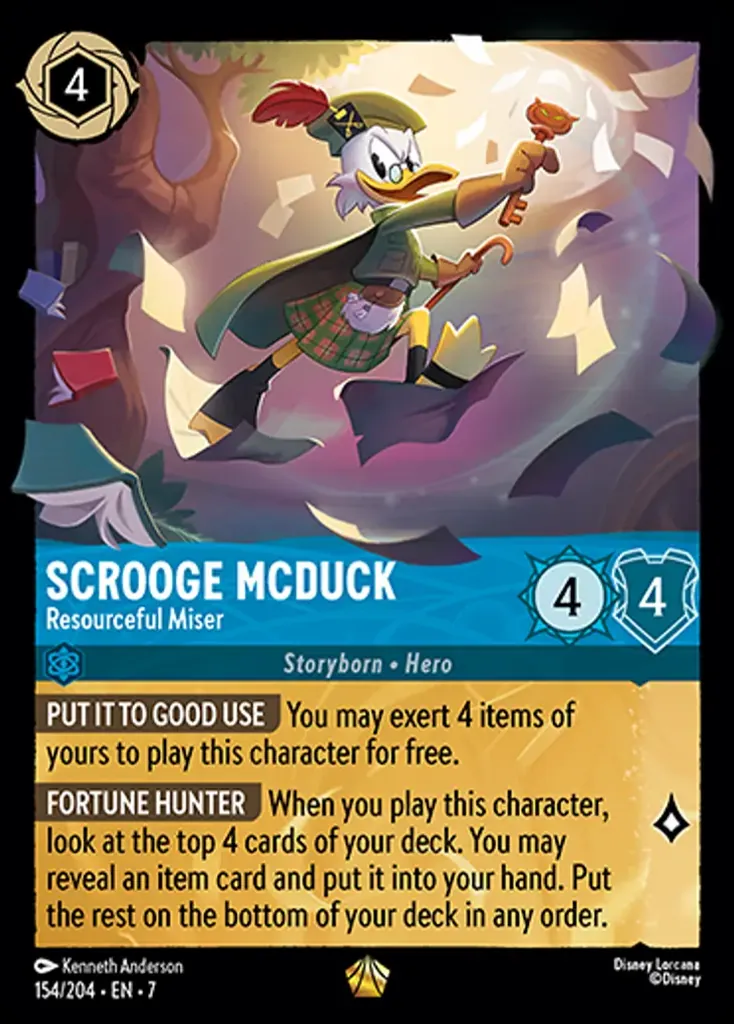 4
SCROOGE MCDUCK
Resourceful Miser
4
4
Storyborn • Hero
PUT IT TO GOOD USE You may exert 4 items of
yours to play this character for free.
FORTUNE HUNTER When you play this character,
look at the top 4 cards of your deck. You may
reveal an item card and put it into your hand. Put
the rest on the bottom of your deck in any order.
Kenneth Anderson
154/204 • EN • 7
Disney Lorcana
©Disney